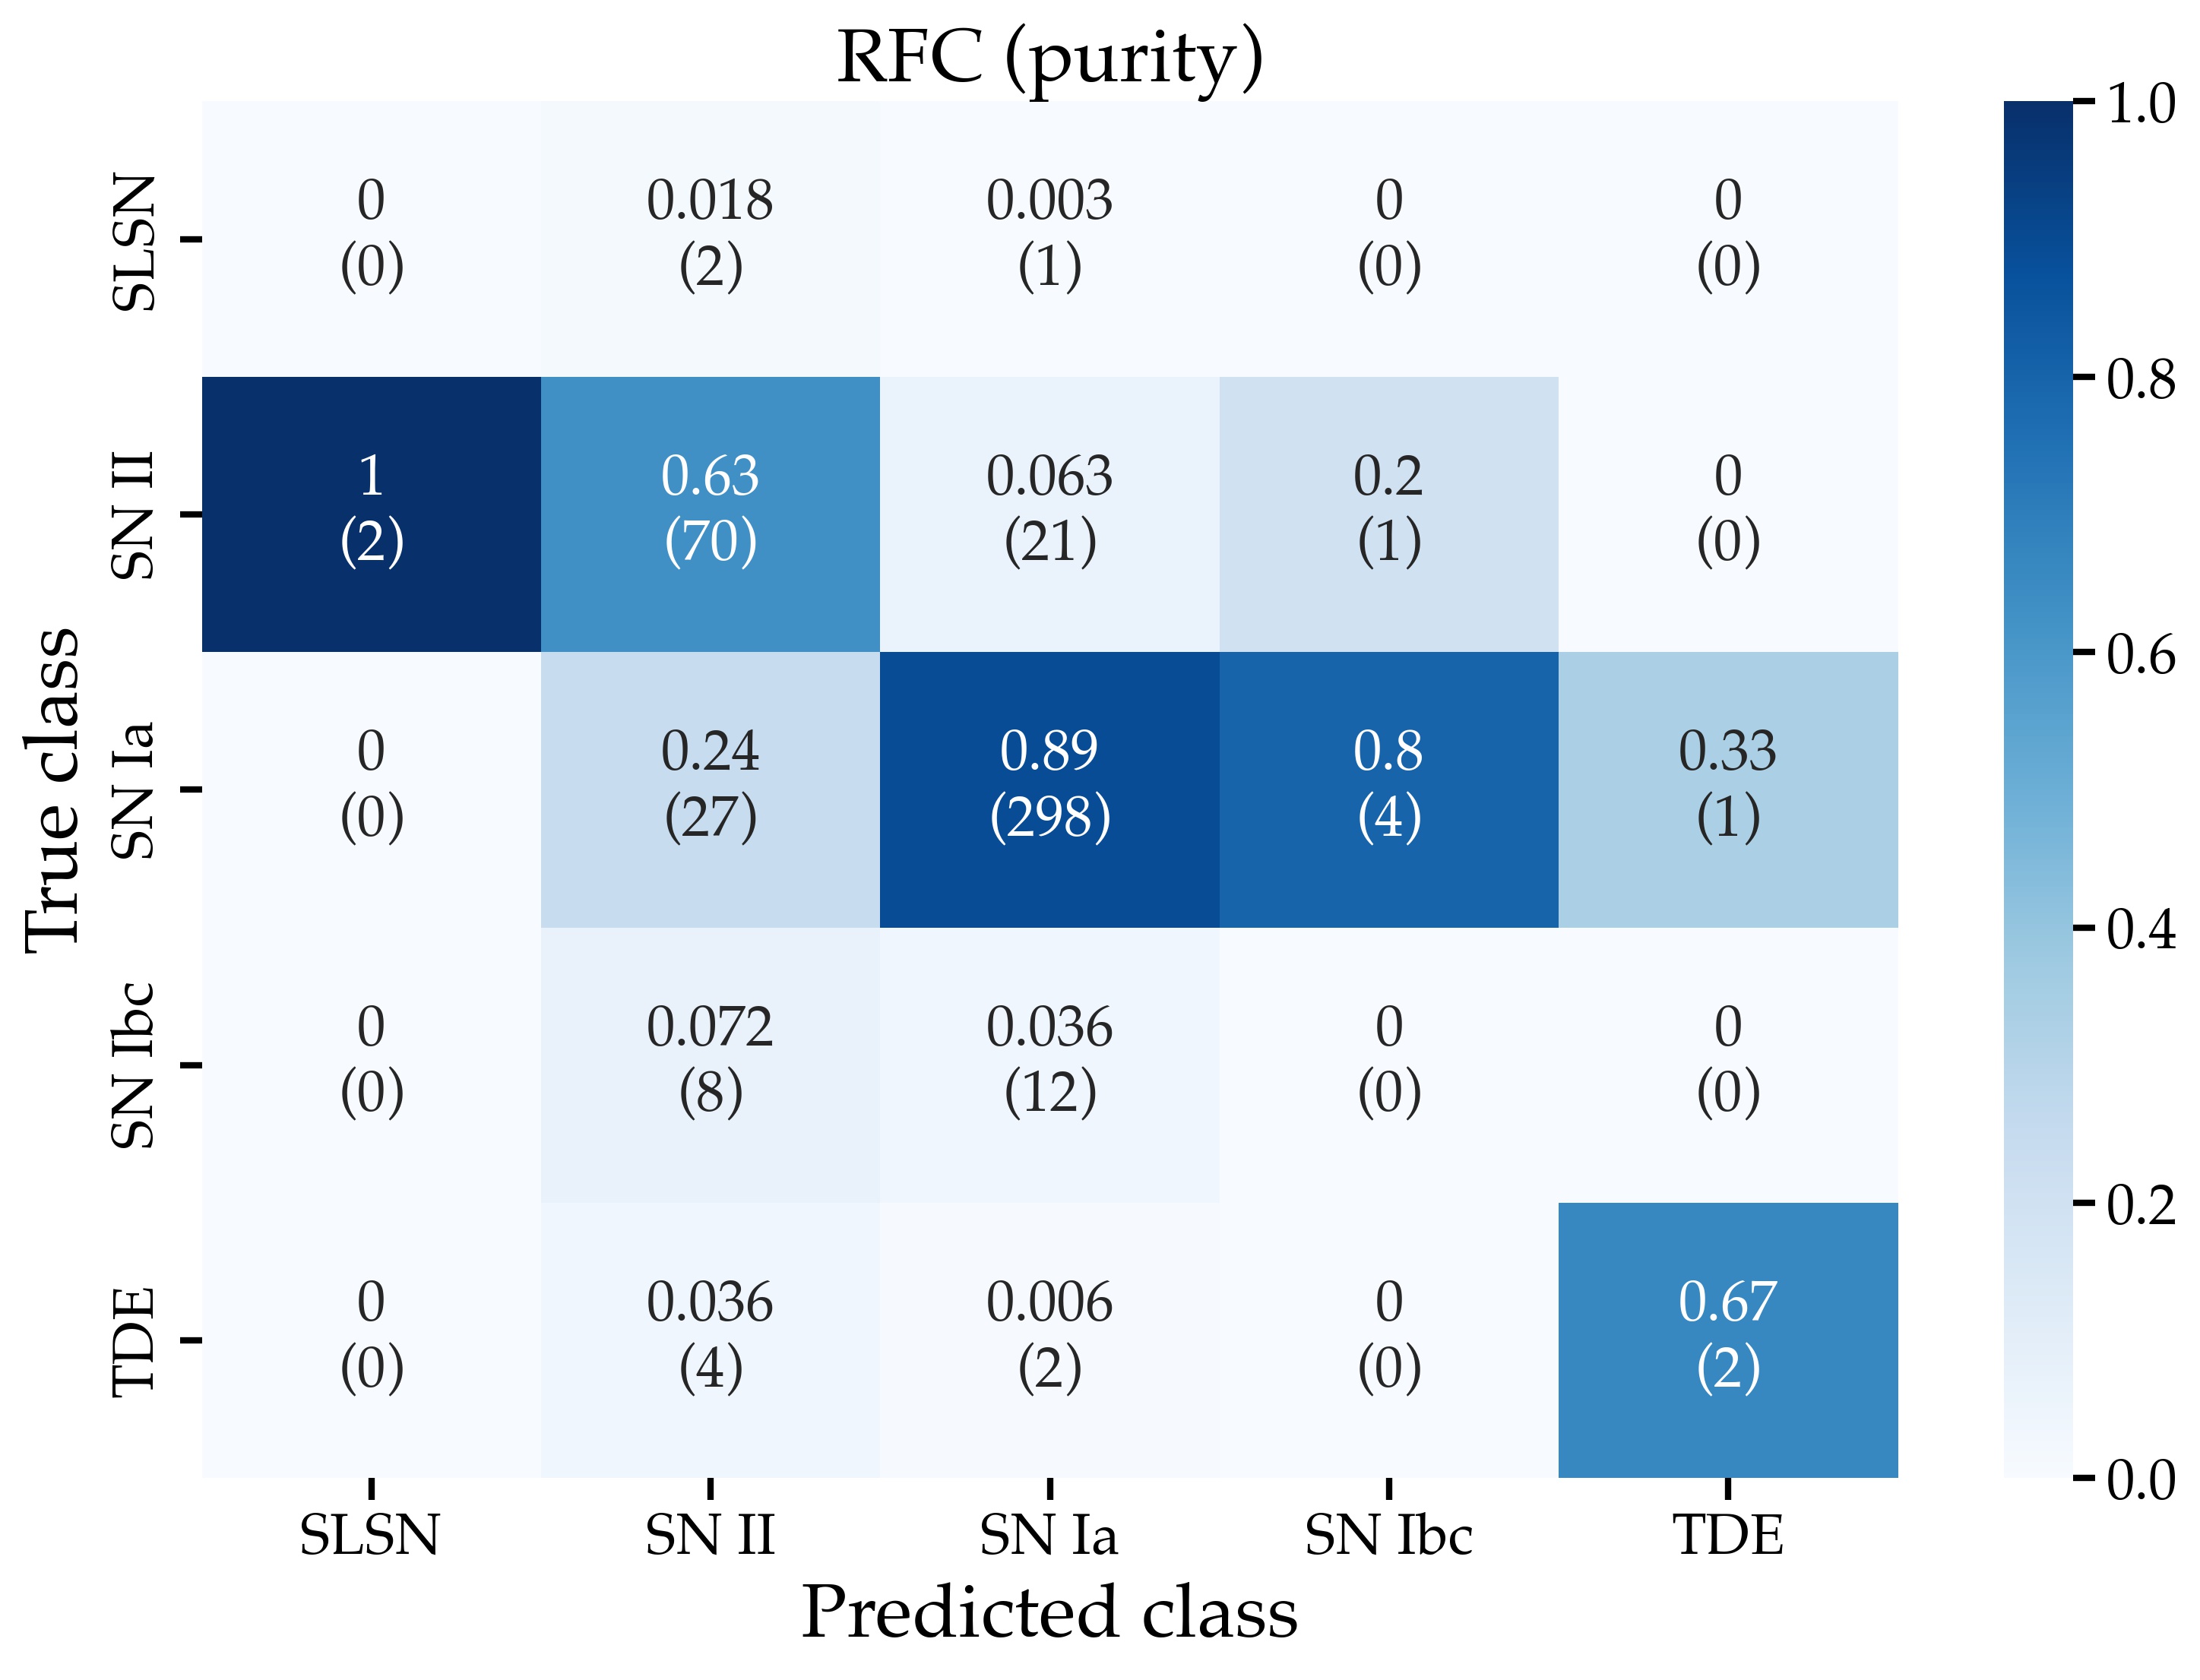 RFC (purity)
True class
SLSN
0 0.018 0.003 0 0
(0) (2) (1) (0) (0)
SN II
1 0.63 0.063 0.2 0
(2) (70) (21) (1) (0)
SN Ia
0 0.24 0.89 0.8 0.33
(0) (27) (298) (4) (1)
SN Ibc
0 0.072 0.036 0 0
(0) (8) (12) (0) (0)
TDE
0 0.036 0.006 0 0.67
(0) (4) (2) (0) (2)
SLSN SN II SN Ia SN Ibc TDE
Predicted class
1.0
0.8
0.6
0.4
0.2
0.0